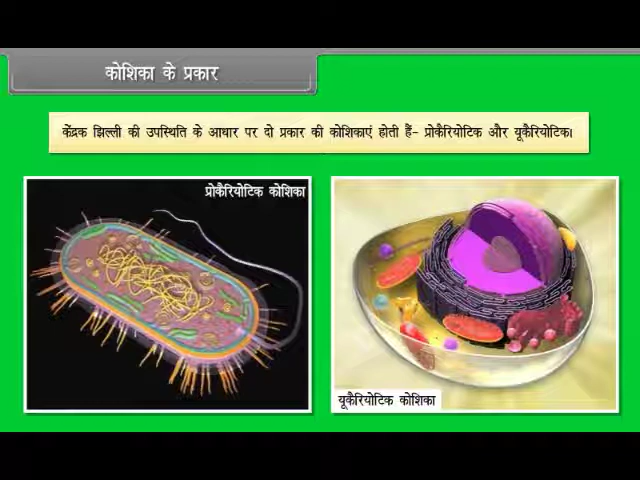 कोशिका के प्रकार
केंद्रक झिल्ली की उपस्थिति के आधार पर दो प्रकार की कोशिकाएं होती हैं- प्रोकैरियोटिक और यूकैरियोटिक।
प्रोकैरियोटिक कोशिका
यूकैरियोटिक कोशिका